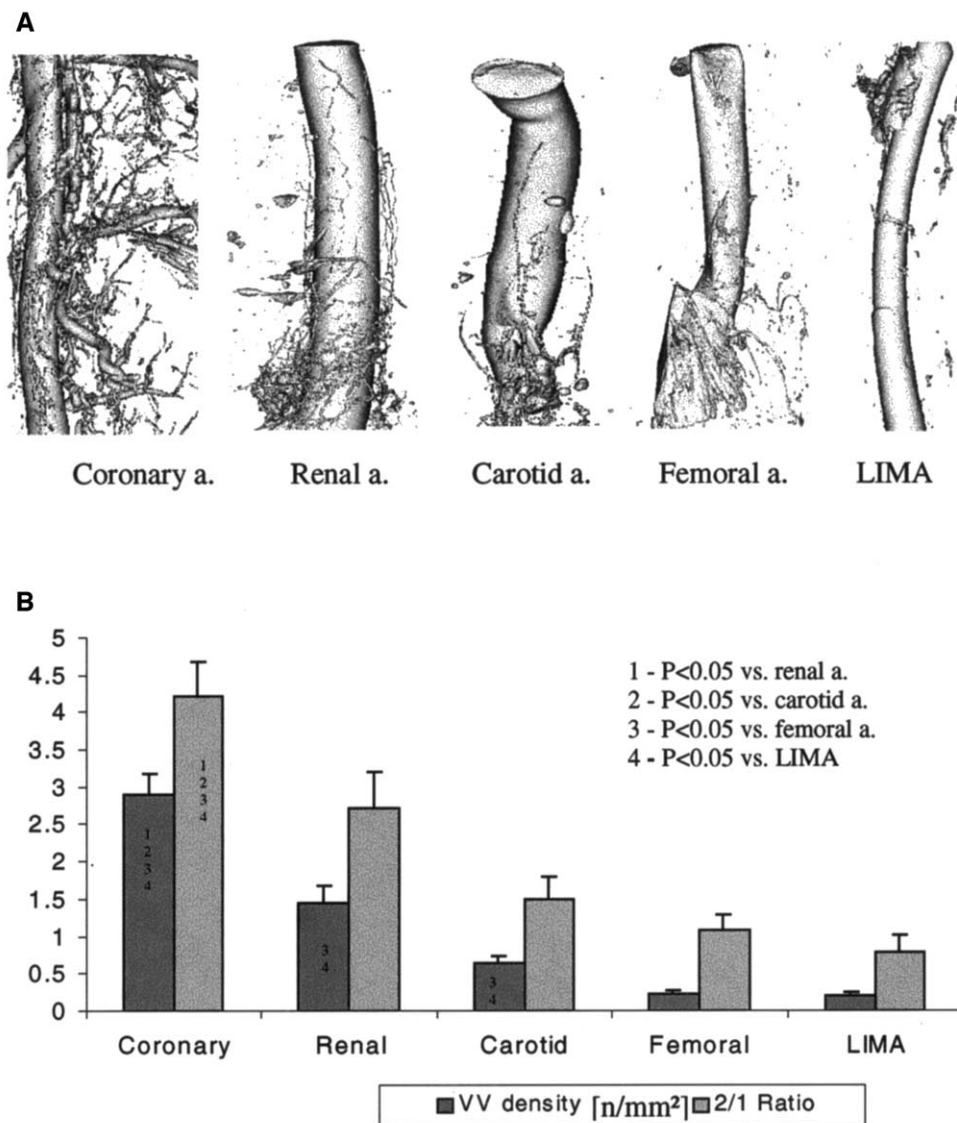 A
Coronary a. Renal a. Carotid a. Femoral a. LIMA
B
5
4.5
4
3.5
3
2.5
2
1.5
1
0.5
0
1 - P<0.05 vs. renal a.
2 - P<0.05 vs. carotid a.
3 - P<0.05 vs. femoral a.
4 - P<0.05 vs. LIMA
1
2
3
4
1
2
3
4
3
4
3
4
Coronary Renal Carotid Femoral LIMA
VV density [n/mm²] 2/1 Ratio